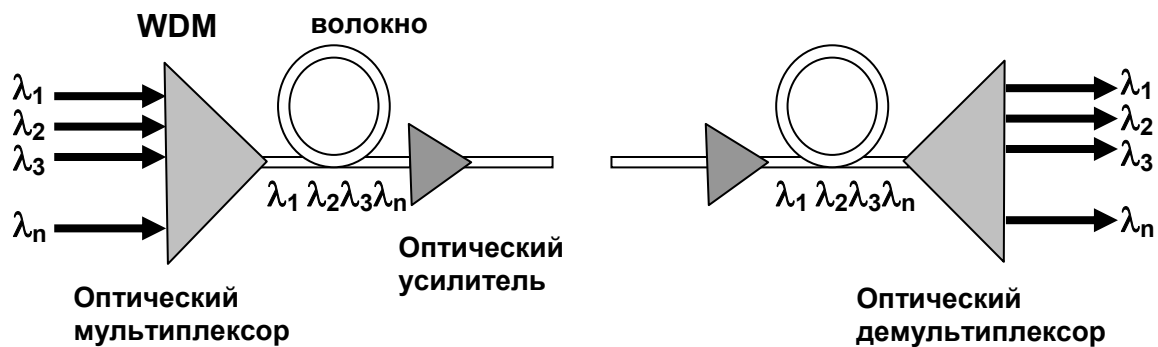 WDM
волокно
λ1
λ2
λ3
λn
λ1 λ2λ3λn
Оптический
усилитель
Оптический
мультиплексор
λ1 λ2λ3λn
λ1
λ2
λ3
λn
Оптический
демультиплексор